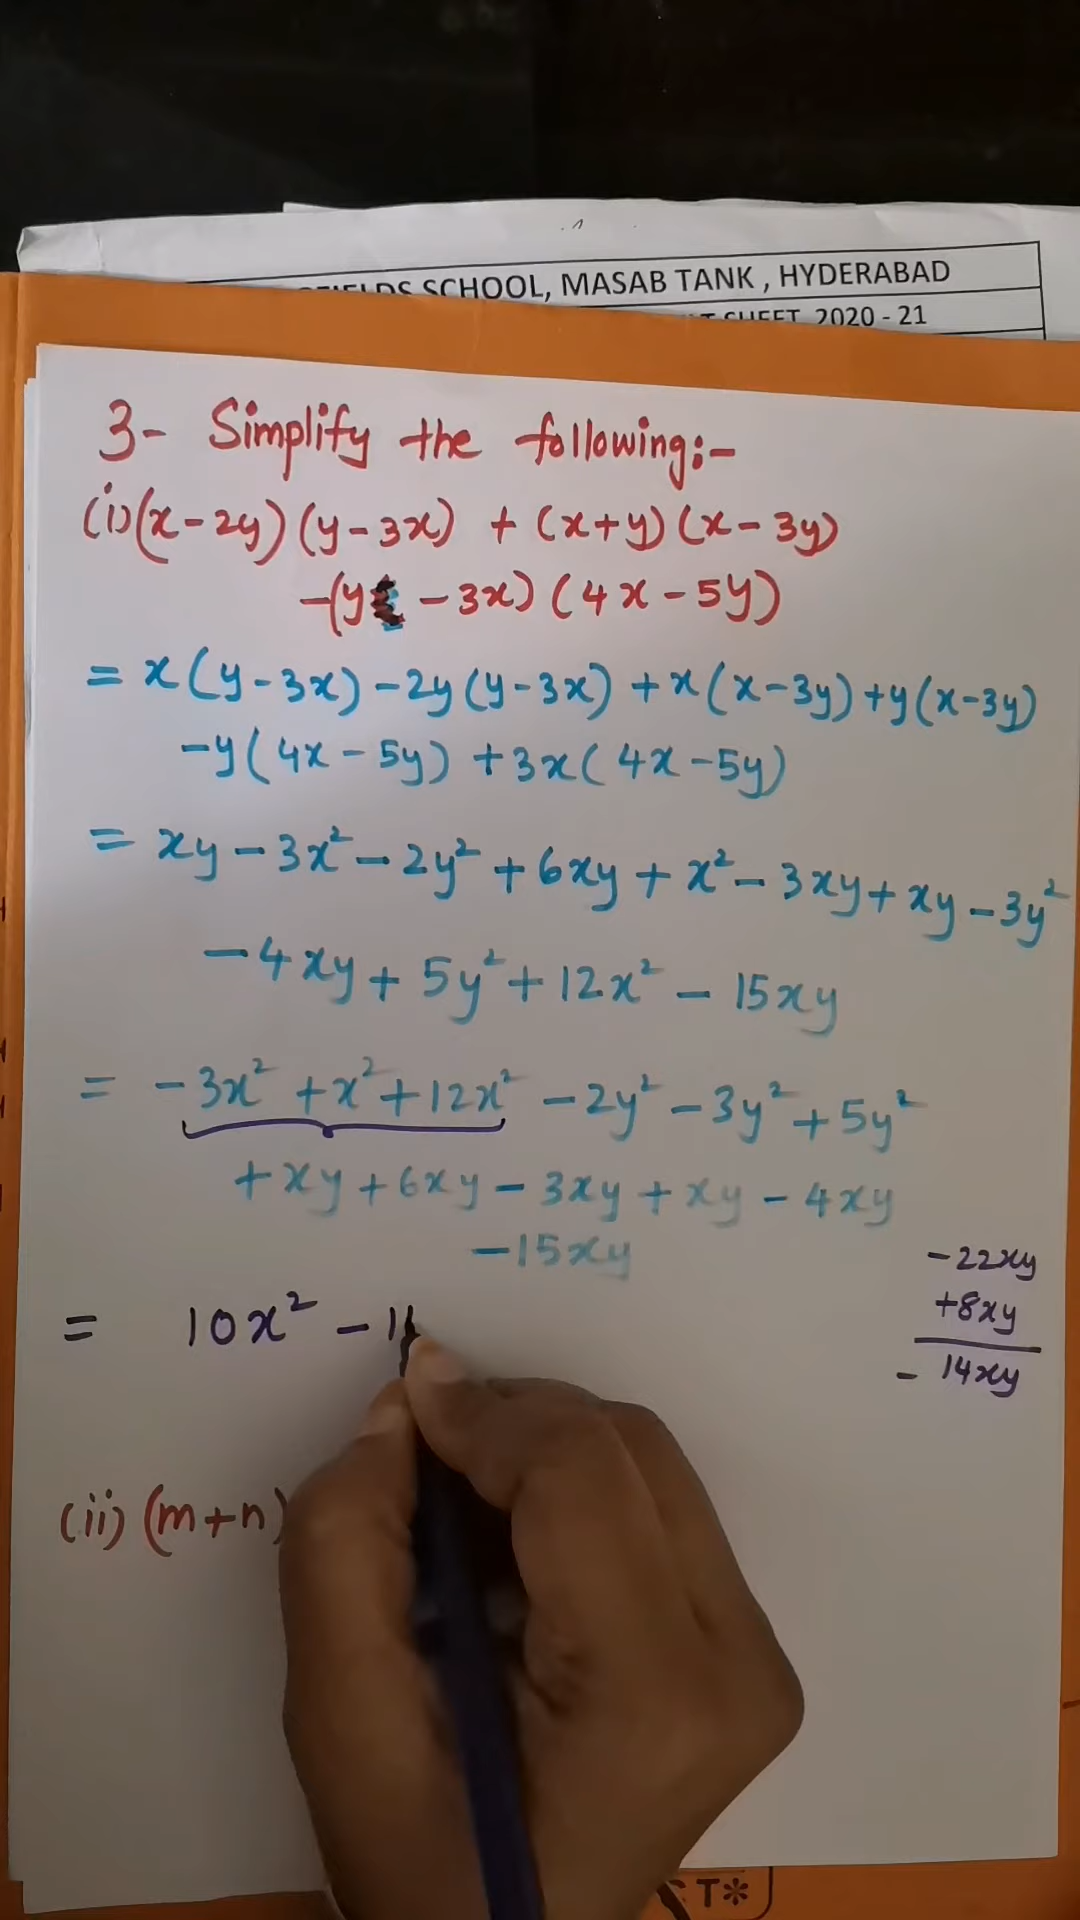 SCHOOL, MASAB TANK , HYDERABAD
SHEET 2020 - 21
3- Simplify the following:-
(i) (x - 2y) (y - 3x) + (x + y) (x - 3y)
-(y - 3x) (4x - 5y)
= x(y - 3x) - 2y(y - 3x) + x(x - 3y) + y(x - 3y)
-y(4x - 5y) + 3x(4x - 5y)
= xy - 3x² - 2y² + 6xy + x² - 3xy + xy - 3y²
- 4xy + 5y² + 12x² - 15xy
= -3x² + x² + 12x² - 2y² - 3y² + 5y²
+ xy + 6xy - 3xy + xy - 4xy
- 15xy
-22xy
+8xy
- 14xy
= 10x² - 1
(ii) (m+n)
CT*